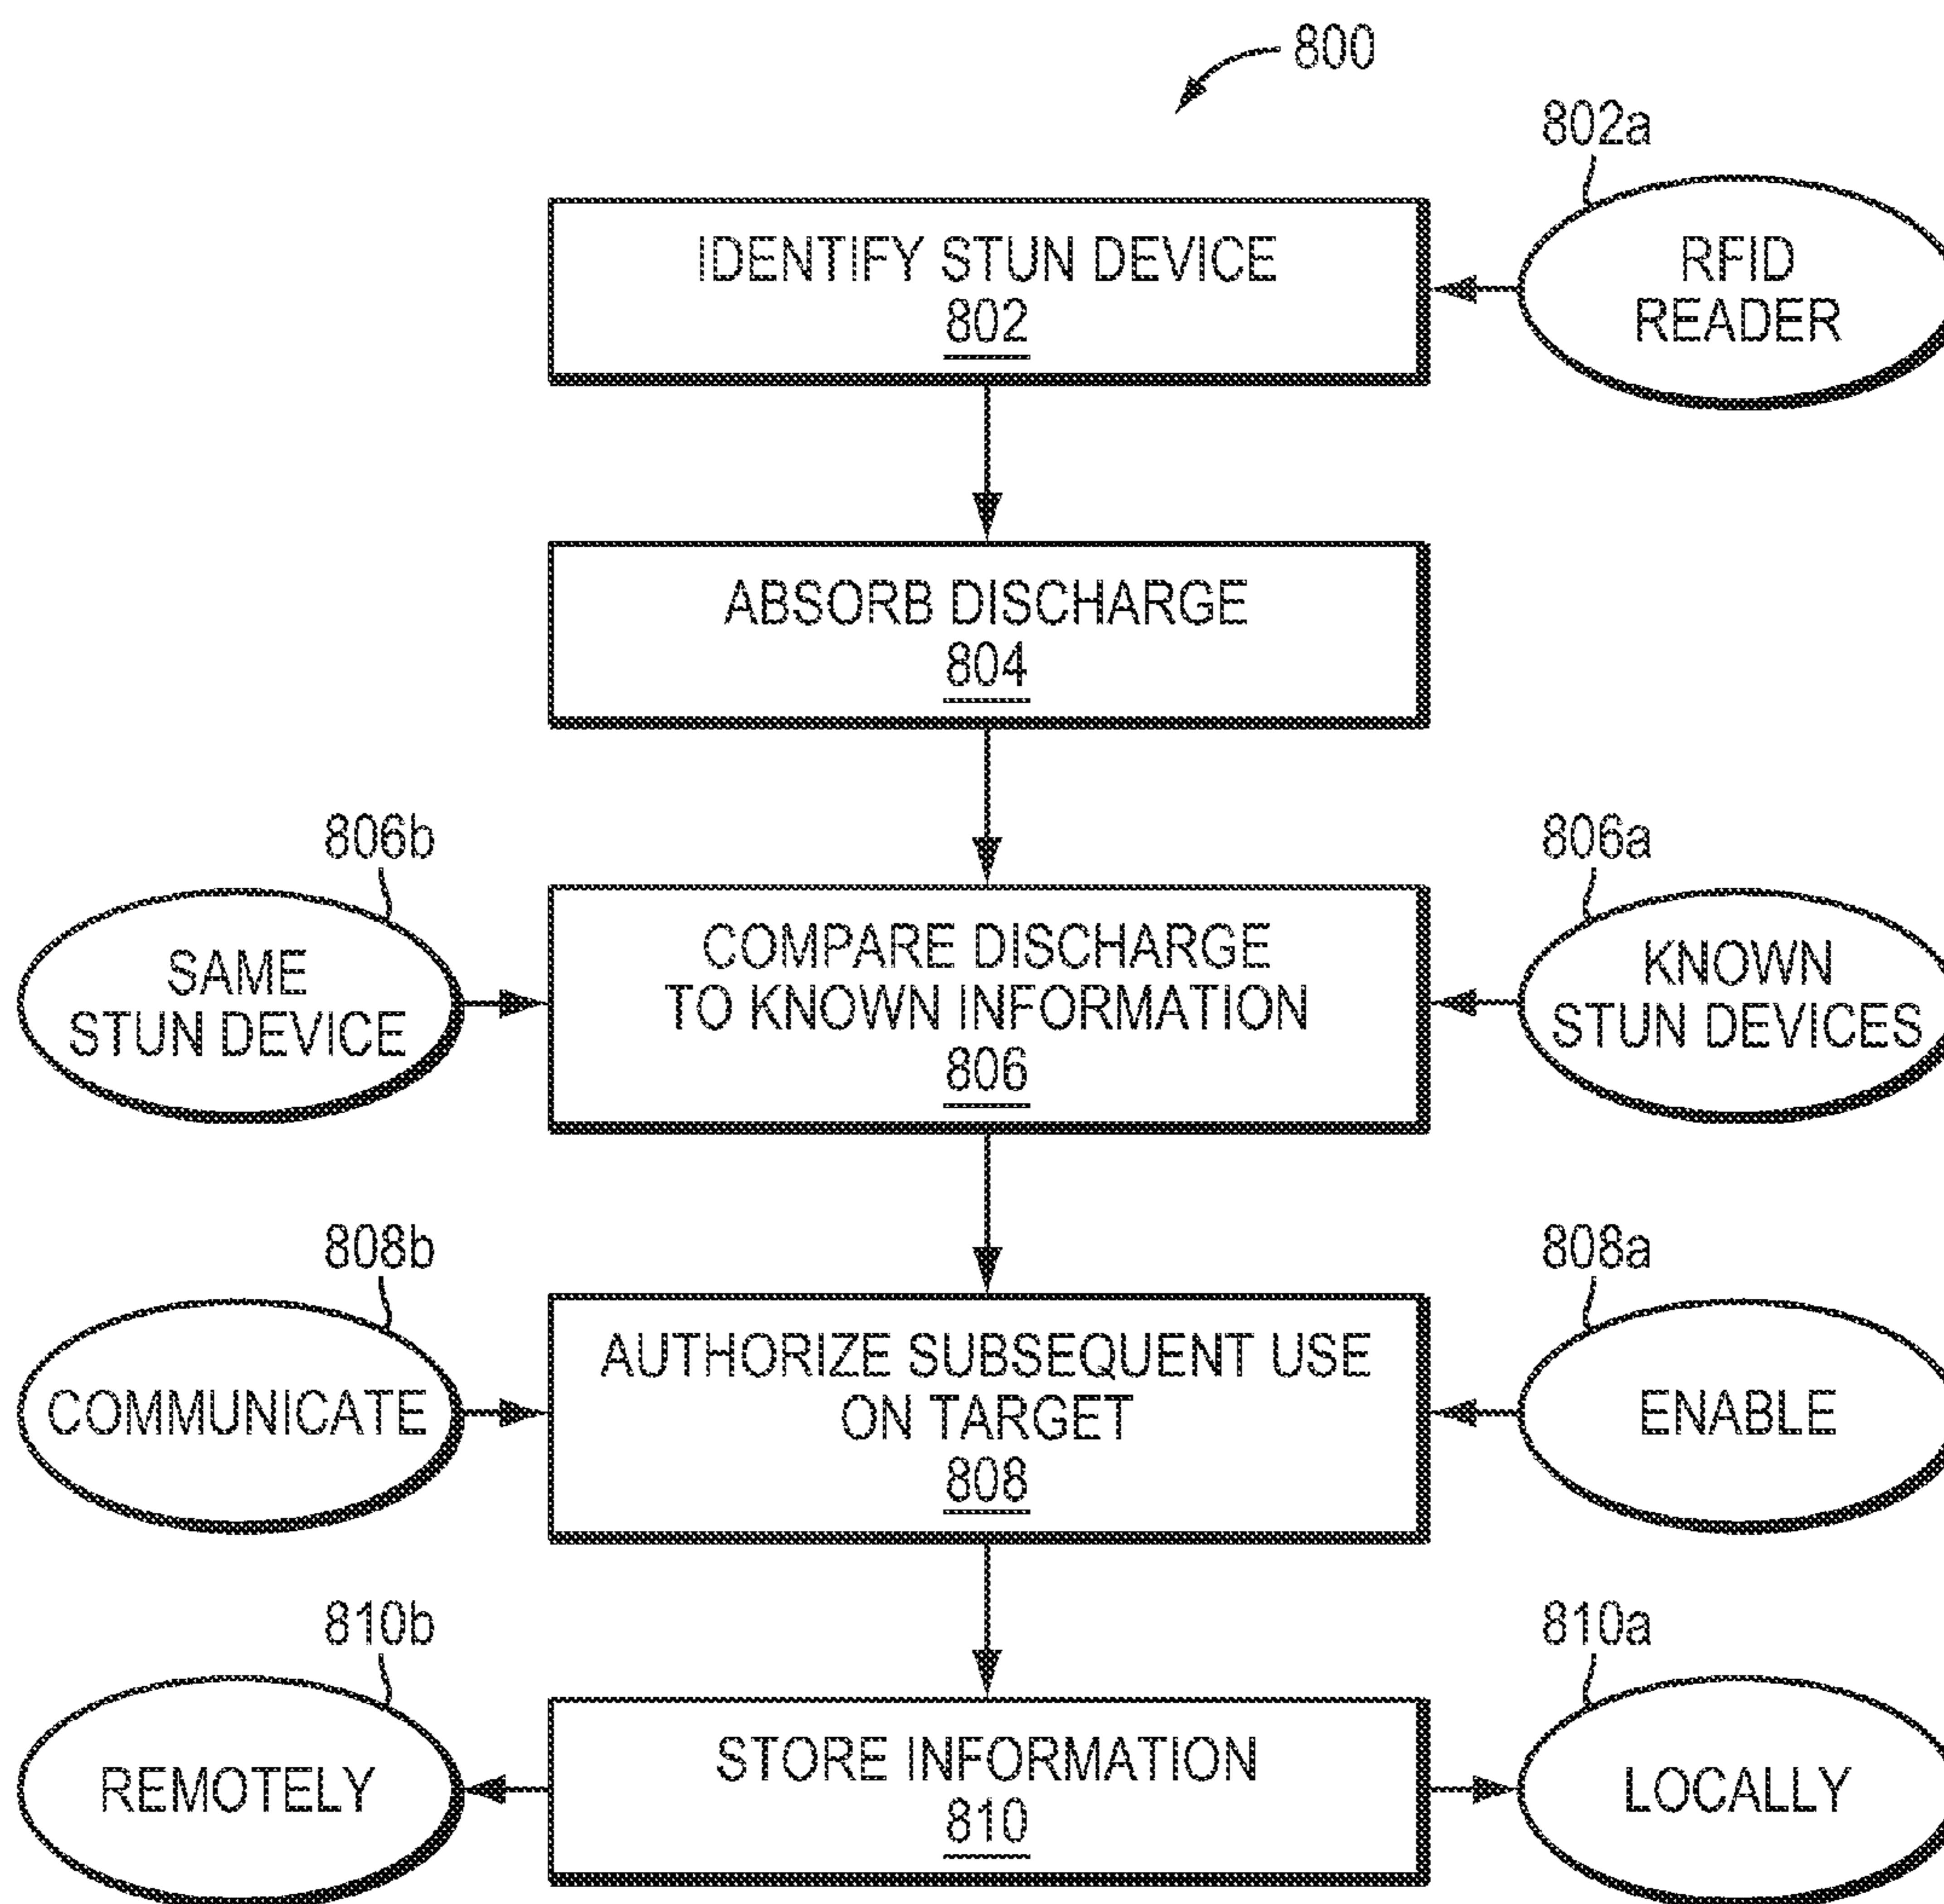 800
802a
IDENTIFY STUN DEVICE
802
RFID
READER
ABSORB DISCHARGE
804
806b
806a
SAME
STUN DEVICE
COMPARE DISCHARGE
TO KNOWN INFORMATION
806
KNOWN
STUN DEVICES
808b
808a
COMMUNICATE
AUTHORIZE SUBSEQUENT USE
ON TARGET
808
ENABLE
810b
810a
REMOTELY
STORE INFORMATION
810
LOCALLY